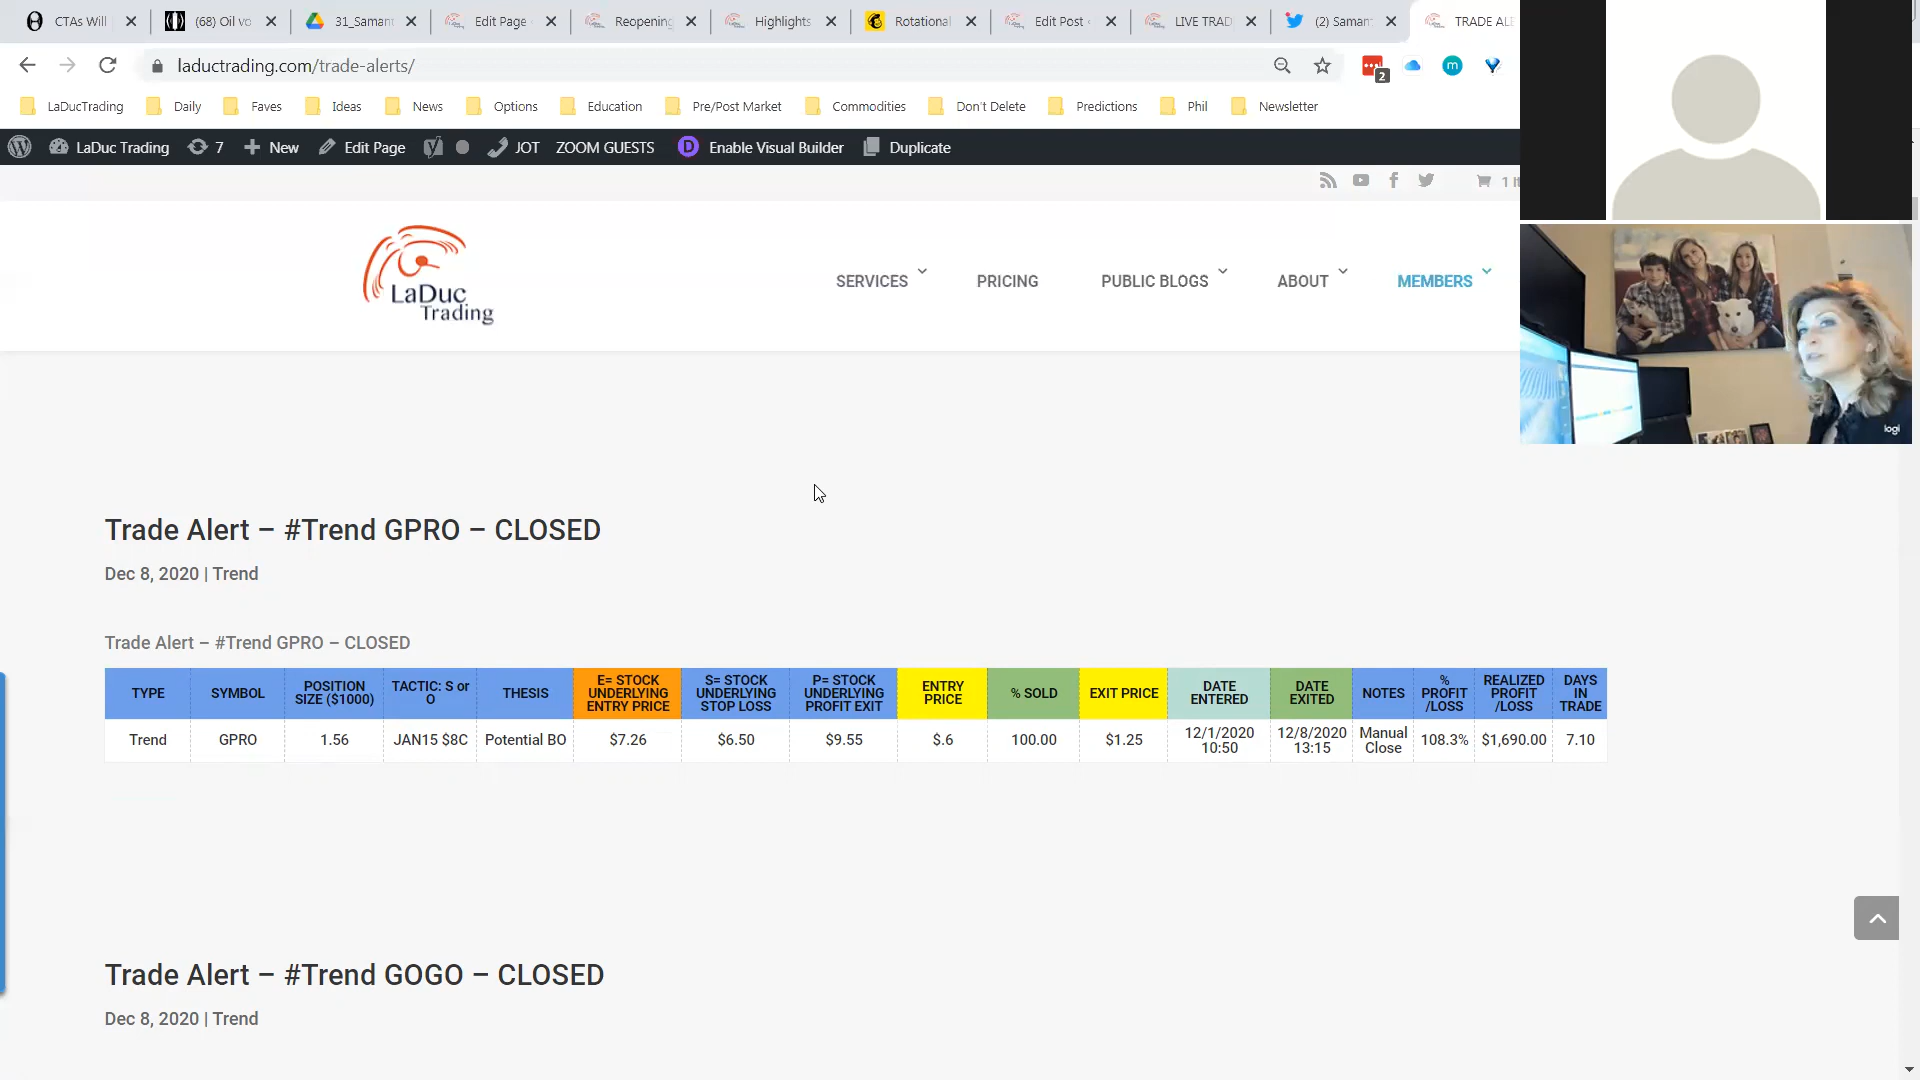 CTAs Will
(68) Oil vo
31_Samant
Edit Page
Reopening
Highlights
Rotational
Edit Post
LIVE TRAD
(2) Saman
TRADE ALE
laductrading.com/trade-alerts/
2
m
LaDucTrading
Daily
Faves
Ideas
News
Options
Education
Pre/Post Market
Commodities
Don't Delete
Predictions
Phil
Newsletter
LaDuc Trading
7
New
Edit Page
JOT
ZOOM GUESTS
D
Enable Visual Builder
Duplicate
1 It
LaDuc
Trading
SERVICES
PRICING
PUBLIC BLOGS
ABOUT
MEMBERS
logi
Trade Alert – #Trend GPRO – CLOSED
Dec 8, 2020 | Trend
Trade Alert – #Trend GPRO – CLOSED
TYPE
SYMBOL
POSITION
SIZE ($1000)
TACTIC: S or
O
THESIS
E= STOCK
UNDERLYING
ENTRY PRICE
S= STOCK
UNDERLYING
STOP LOSS
P= STOCK
UNDERLYING
PROFIT EXIT
ENTRY
PRICE
% SOLD
EXIT PRICE
DATE
ENTERED
DATE
EXITED
NOTES
%
PROFIT
/LOSS
REALIZED
PROFIT
/LOSS
DAYS
IN
TRADE
Trend
GPRO
1.56
JAN15 $8C
Potential BO
$7.26
$6.50
$9.55
$.6
100.00
$1.25
12/1/2020
10:50
12/8/2020
13:15
Manual
Close
108.3%
$1,690.00
7.10
Trade Alert – #Trend GOGO – CLOSED
Dec 8, 2020 | Trend